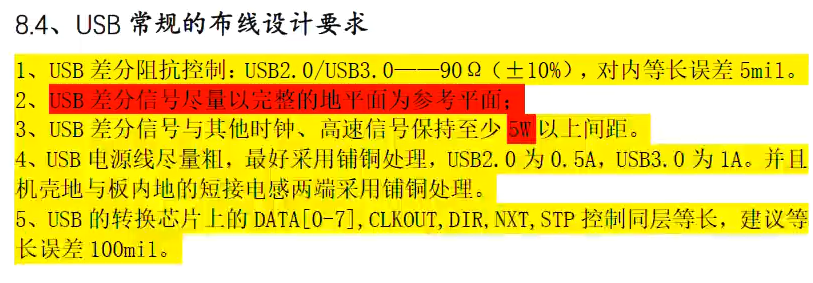 8.4、USB 常规的布线设计要求
1、USB 差分阻抗控制：USB2.0/USB3.0——90Ω（±10%），对内等长误差 5mil。
2、USB 差分信号尽量以完整的地平面为参考平面；
3、USB 差分信号与其他时钟、高速信号保持至少 5W 以上间距。
4、USB 电源线尽量粗，最好采用铺铜处理，USB2.0 为 0.5A，USB3.0 为 1A。并且
机壳地与板内地的短接电感两端采用铺铜处理。
5、USB 的转换芯片上的 DATA[0-7],CLKOUT,DIR,NXT,STP 控制同层等长，建议等
长误差 100mil。